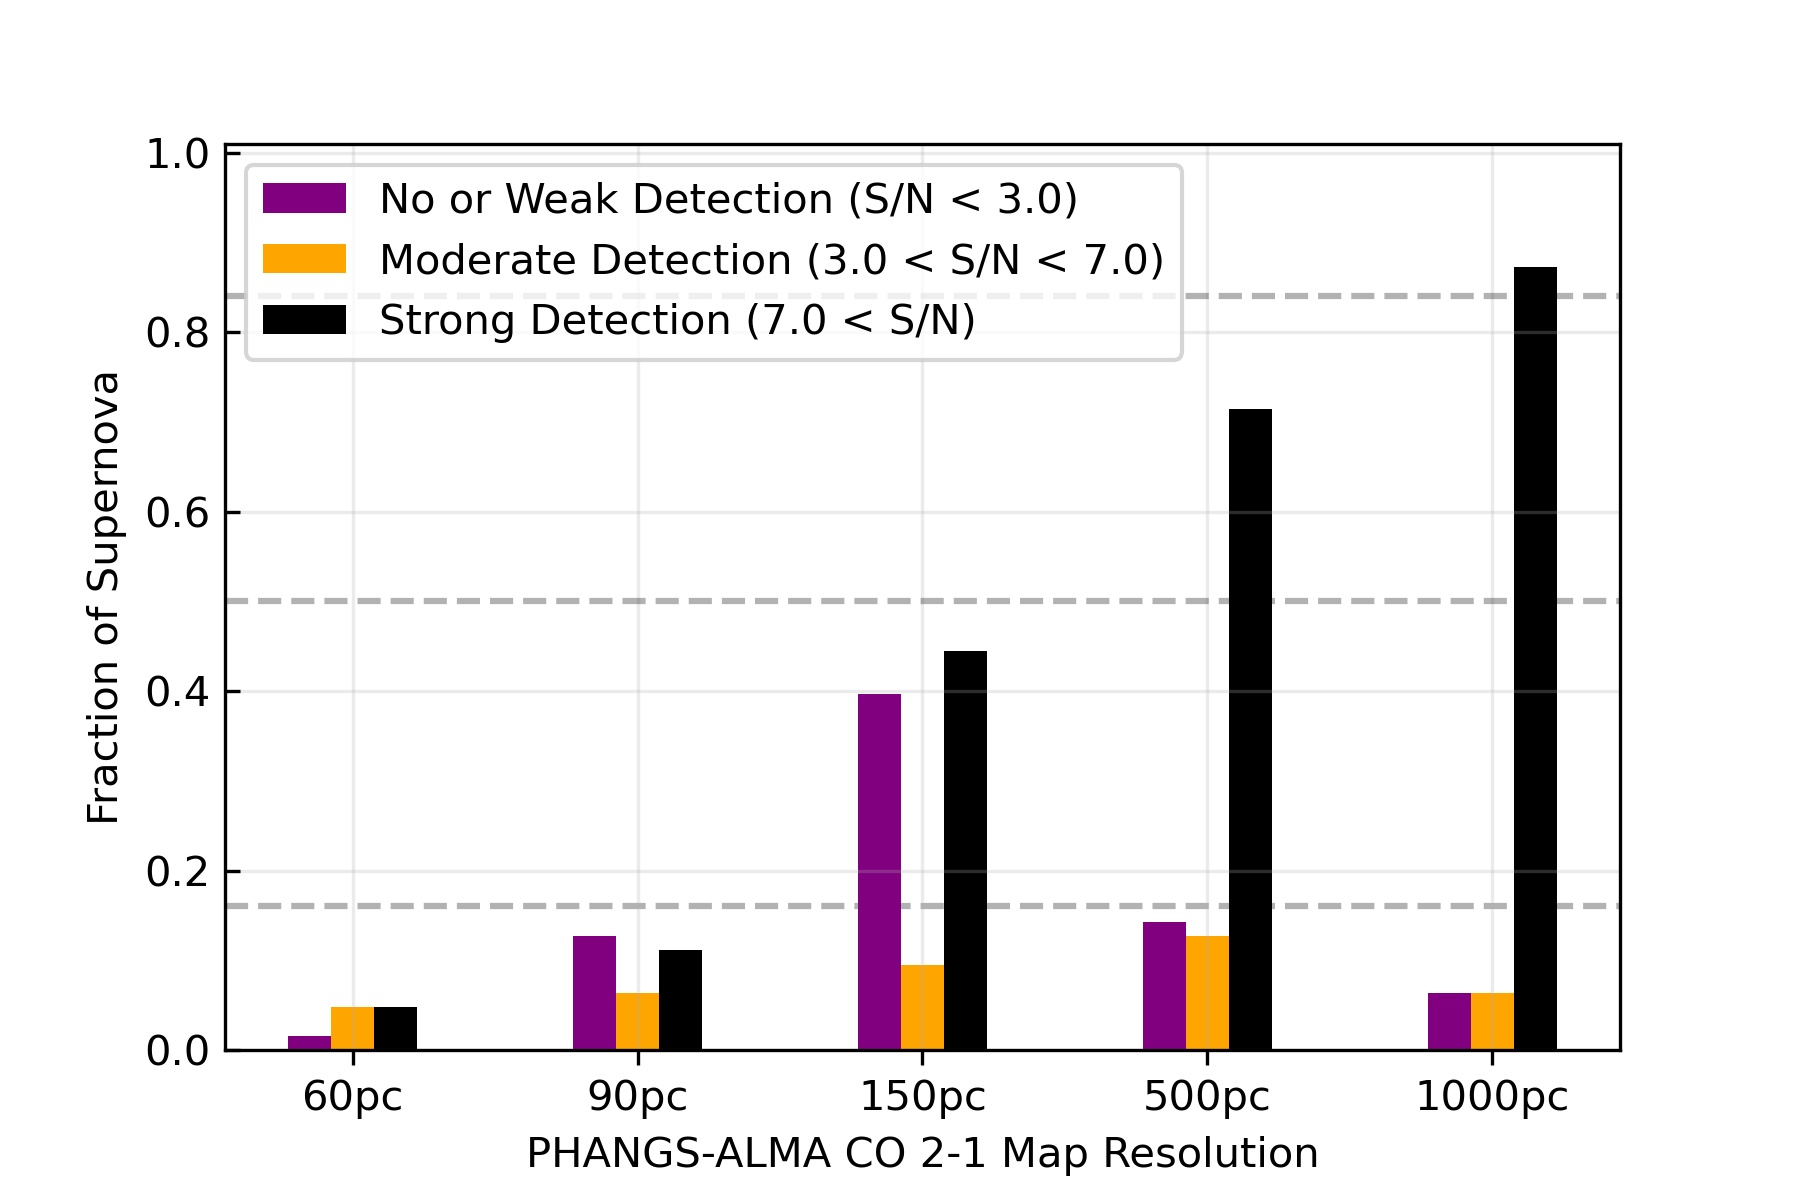 No or Weak Detection (S/N < 3.0)
Moderate Detection (3.0 < S/N < 7.0)
Strong Detection (7.0 < S/N)
Fraction of Supernova
1.0
0.8
0.6
0.4
0.2
0.0
60pc 90pc 150pc 500pc 1000pc
PHANGS-ALMA CO 2-1 Map Resolution